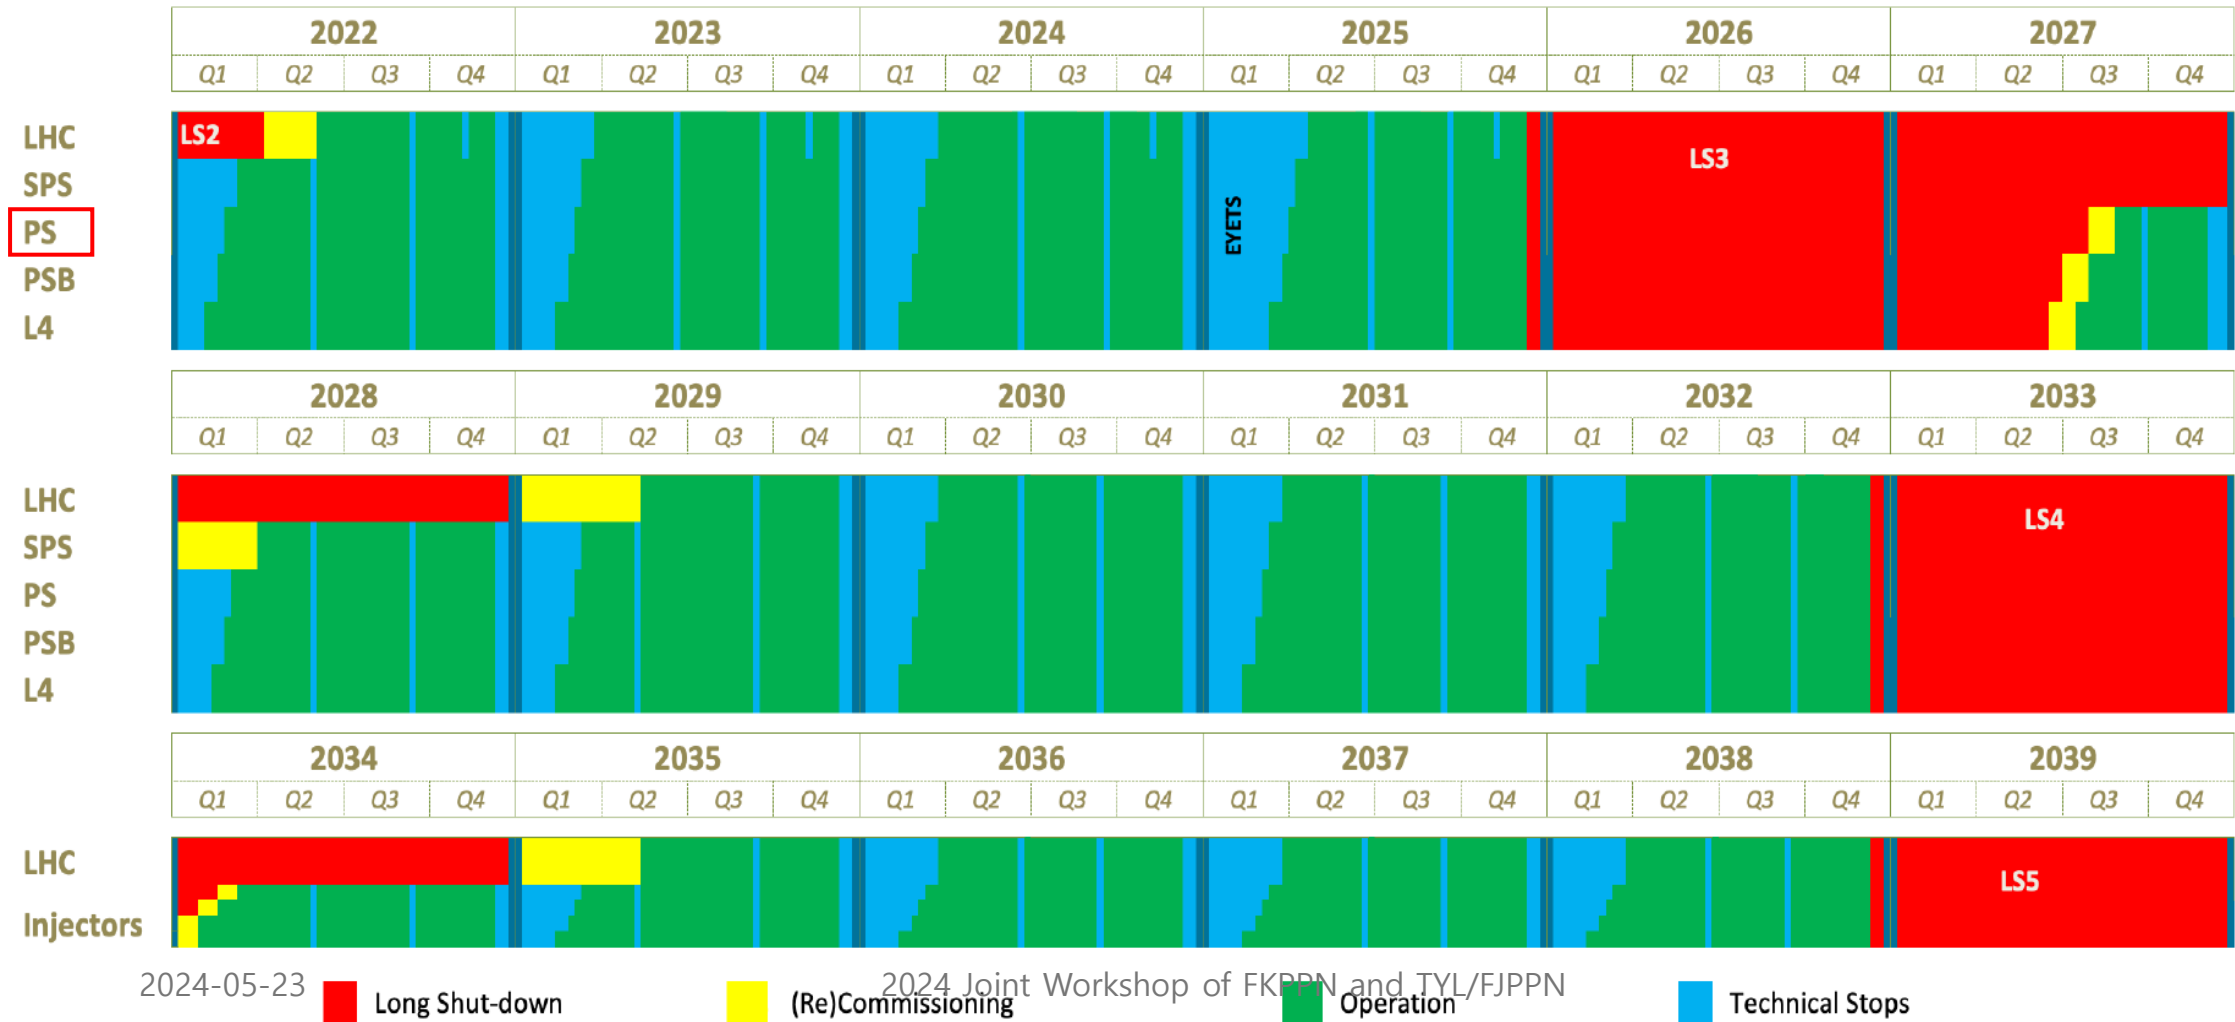 2022 2023 2024 2025 2026 2027
Q1 Q2 Q3 Q4 Q1 Q2 Q3 Q4 Q1 Q2 Q3 Q4 Q1 Q2 Q3 Q4 Q1 Q2 Q3 Q4 Q1 Q2 Q3 Q4
LHC LS2 LS3
SPS
PS EYETS
PSB
L4
2028 2029 2030 2031 2032 2033
Q1 Q2 Q3 Q4 Q1 Q2 Q3 Q4 Q1 Q2 Q3 Q4 Q1 Q2 Q3 Q4 Q1 Q2 Q3 Q4 Q1 Q2 Q3 Q4
LHC LS4
SPS
PS
PSB
L4
2034 2035 2036 2037 2038 2039
Q1 Q2 Q3 Q4 Q1 Q2 Q3 Q4 Q1 Q2 Q3 Q4 Q1 Q2 Q3 Q4 Q1 Q2 Q3 Q4 Q1 Q2 Q3 Q4
LHC LS5
Injectors
2024-05-23 2024 Joint Workshop of FKPPN and TYL/FJPPN
Long Shut-down (Re)Commissioning Operation Technical Stops